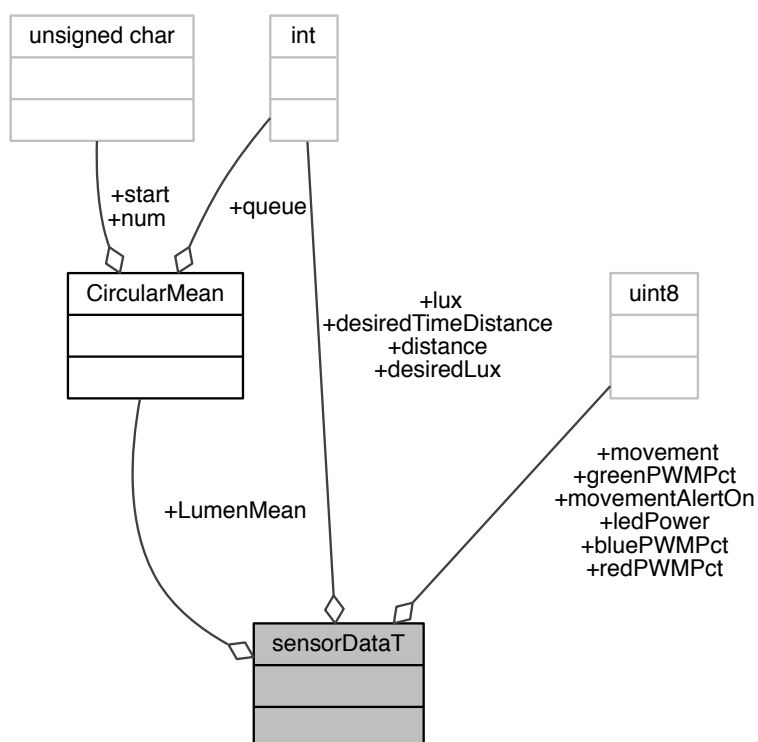 unsigned char
int
+start
+num
+queue
CircularMean
+lux
+desiredTimeDistance
+distance
+desiredLux
uint8
+movement
+greenPWMPct
+movementAlertOn
+ledPower
+bluePWMPct
+redPWMPct
+LumenMean
sensorDataT